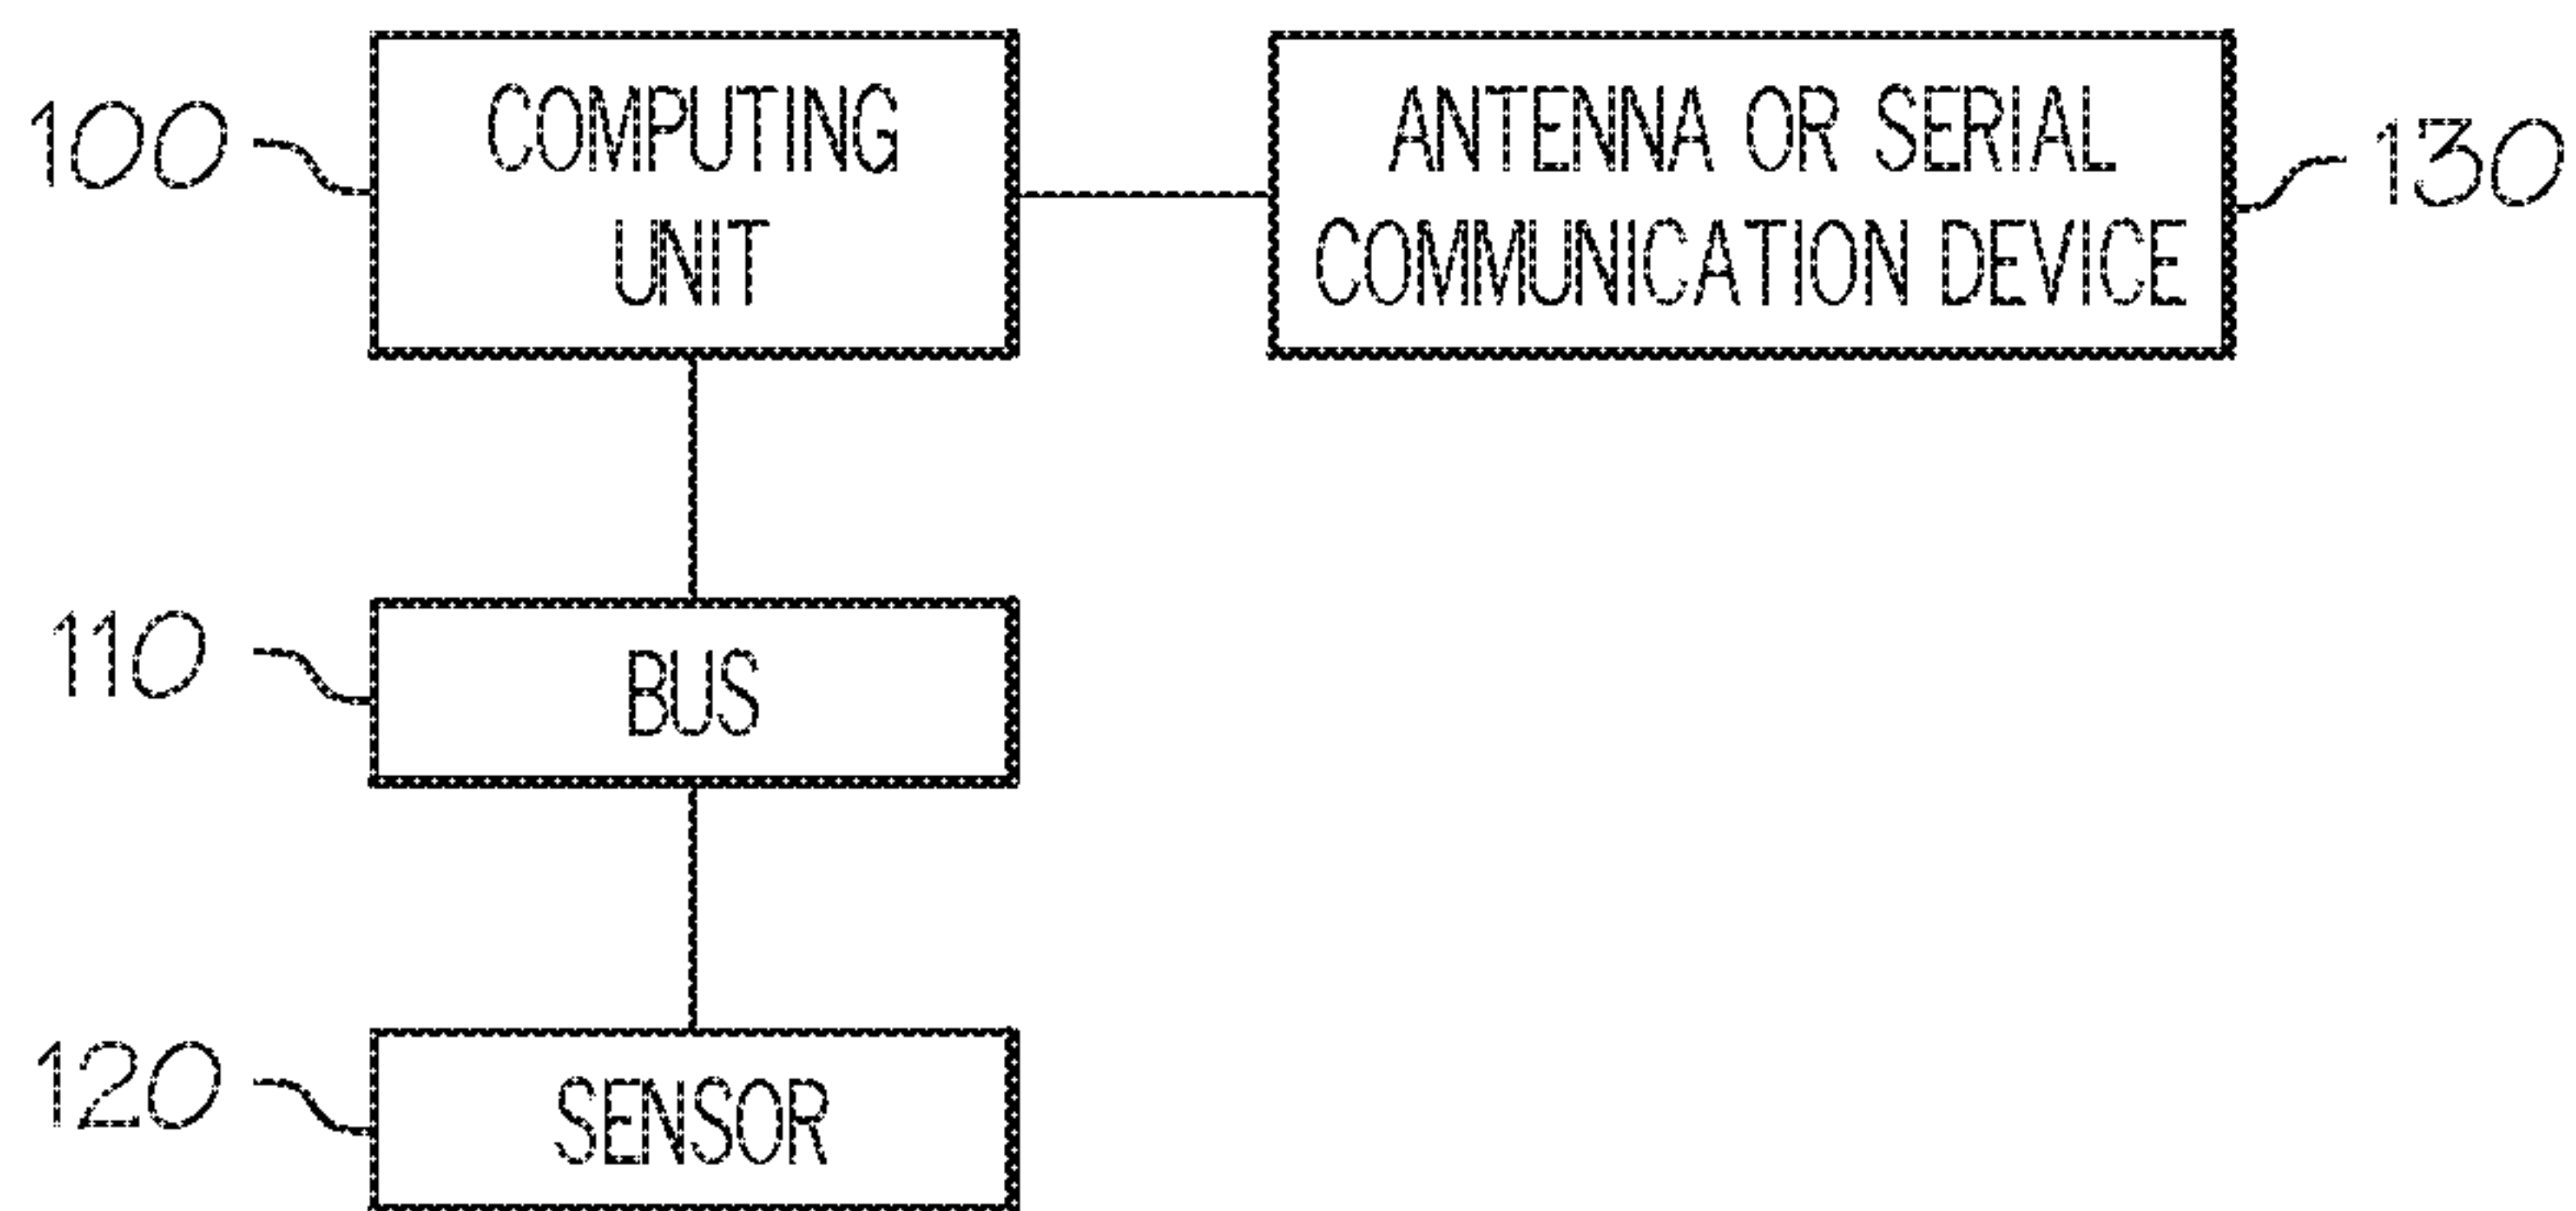 100
COMPUTING
UNIT
ANTENNA OR SERIAL
COMMUNICATION DEVICE
130
110
BUS
120
SENSOR